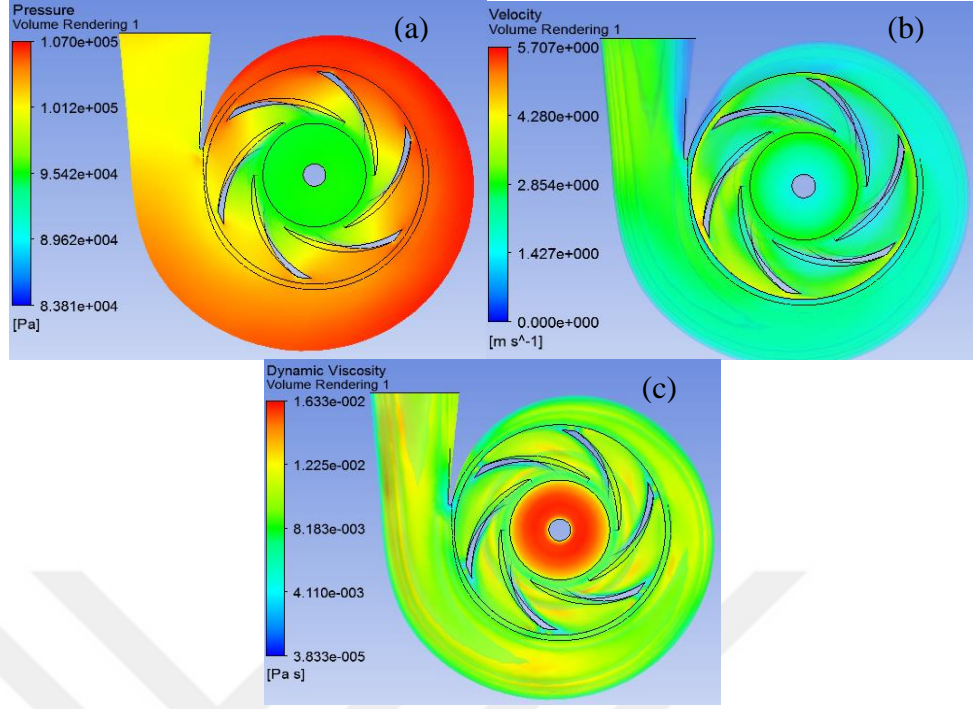 Pressure
Volume Rendering 1
1.070e+005
1.012e+005
9.542e+004
8.962e+004
8.381e+004
[Pa]
(a)
Velocity
Volume Rendering 1
5.707e+000
4.280e+000
2.854e+000
1.427e+000
0.000e+000
[m s^-1]
(b)
Dynamic Viscosity
Volume Rendering 1
1.633e-002
1.225e-002
8.183e-003
4.110e-003
3.833e-005
[Pa s]
(c)